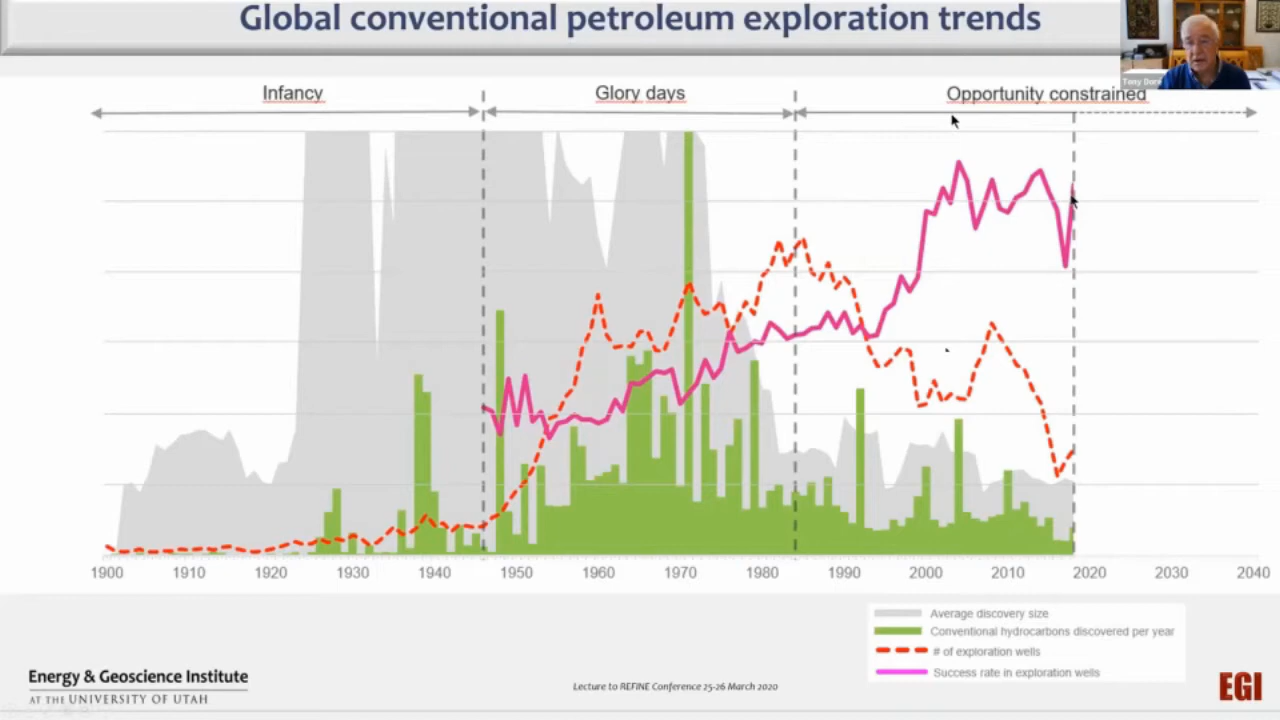 Global conventional petroleum exploration trends
Tony Dore
Infancy
Glory days
Opportunity constrained
1900 1910 1920 1930 1940 1950 1960 1970 1980 1990 2000 2010 2020 2030 2040
Average discovery size
Conventional hydrocarbons discovered per year
# of exploration wells
Success rate in exploration wells
Energy & Geoscience Institute
AT THE UNIVERSITY OF UTAH
Lecture to REFINE Conference 25-26 March 2020
EGI